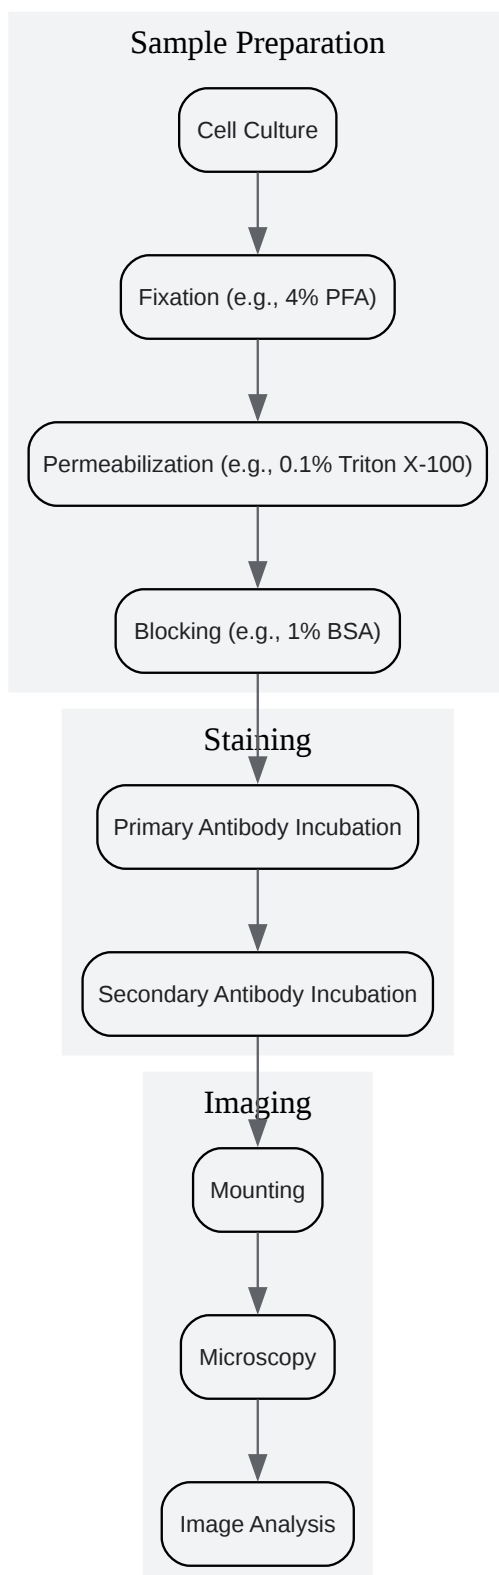 Sample Preparation
Cell Culture
Fixation (e.g., 4% PFA)
Permeabilization (e.g., 0.1% Triton X-100)
Blocking (e.g., 1% BSA)
Staining
Primary Antibody Incubation
Secondary Antibody Incubation
Imaging
Mounting
Microscopy
Image Analysis